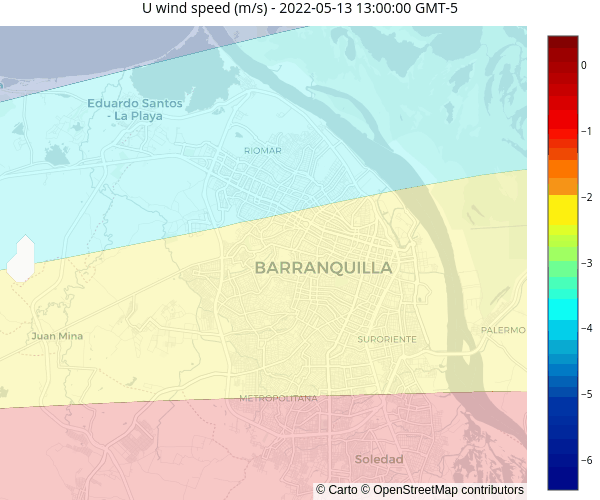 U wind speed (m/s) - 2022-05-13 13:00:00 GMT-5
Eduardo Santos
- La Playa
RIOMAR
BARRANQUILLA
Juan Mina
SURORIENTE
PALERMO
METROPOLITANA
Soledad
© Carto © OpenStreetMap contributors
0
−1
−2
−3
−4
−5
−6